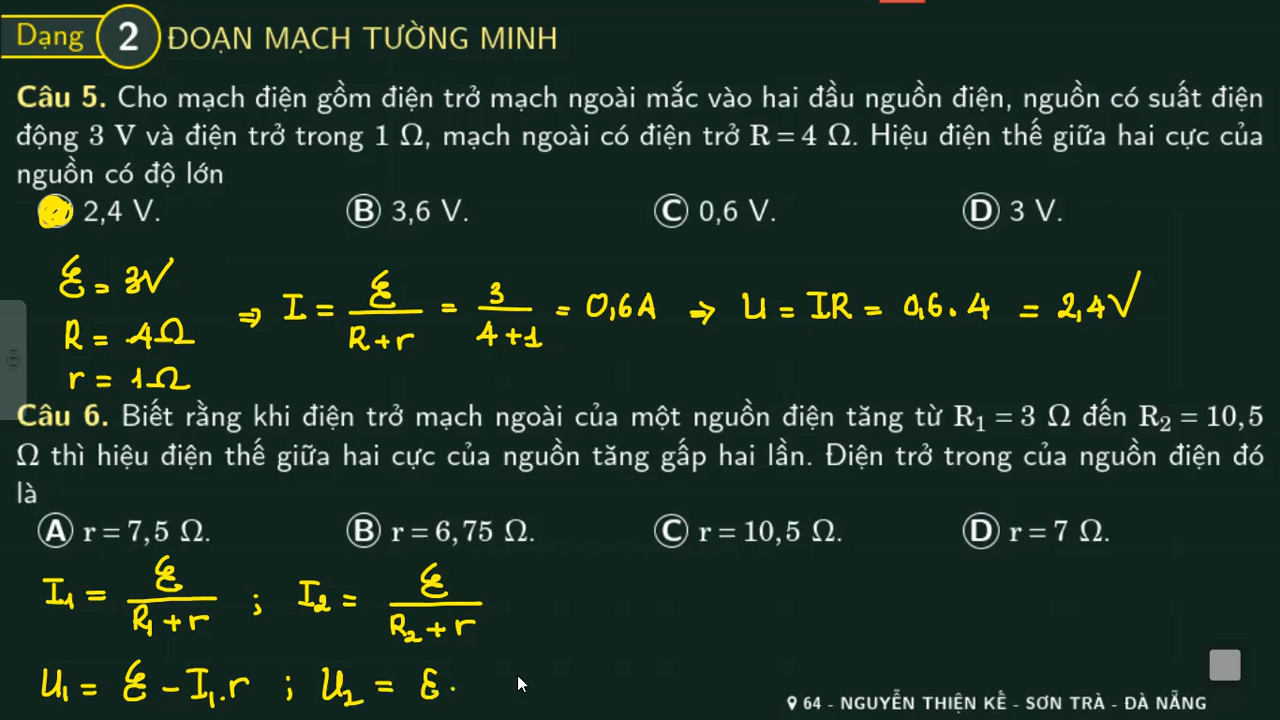 Dạng 2 ĐOẠN MẠCH TƯỜNG MINH
Câu 5. Cho mạch điện gồm điện trở mạch ngoài mắc vào hai đầu nguồn điện, nguồn có suất điện
động 3 V và điện trở trong 1 Ω, mạch ngoài có điện trở R = 4 Ω. Hiệu điện thế giữa hai cực của
nguồn có độ lớn
2,4 V. B 3,6 V. C 0,6 V. D 3 V.
ℰ = 3V
R = 4Ω
r = 1Ω
⇒ I = ℰ/(R+r) = 3/(4+1) = 0,6A ⇒ U = IR = 0,6.4 = 2,4V
Câu 6. Biết rằng khi điện trở mạch ngoài của một nguồn điện tăng từ R₁ = 3 Ω đến R₂ = 10, 5
Ω thì hiệu điện thế giữa hai cực của nguồn tăng gấp hai lần. Điện trở trong của nguồn điện đó
là
A r = 7, 5 Ω. B r = 6, 75 Ω. C r = 10, 5 Ω. D r = 7 Ω.
I₁ = ℰ/(R₁+r) ; I₂ = ℰ/(R₂+r)
U₁ = ℰ - I₁.r ; U₂ = ℰ .
64 - NGUYỄN THIỆN KẾ - SƠN TRÀ - ĐÀ NẴNG